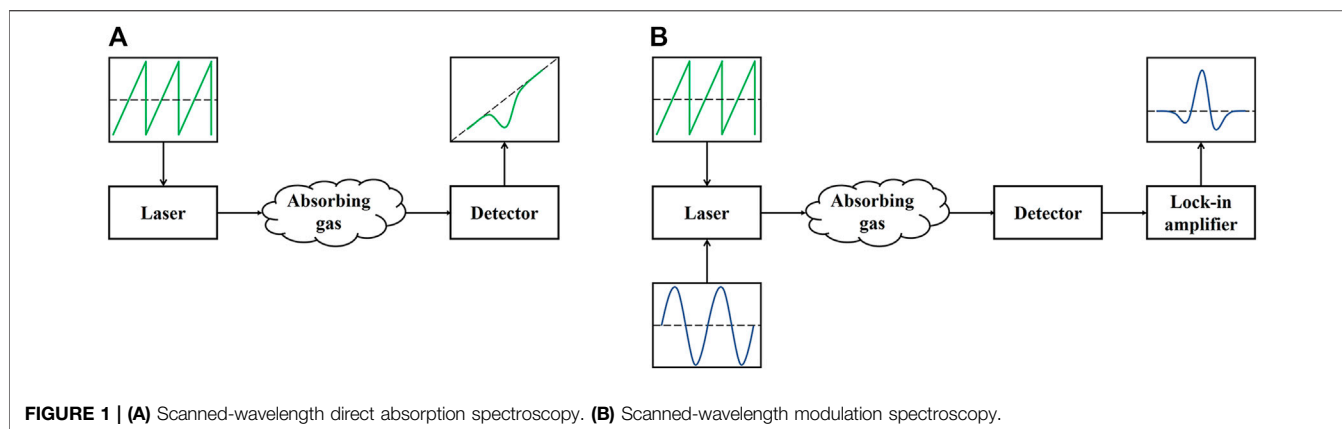 A
Laser
Absorbing
gas
Detector
B
Laser
Absorbing
gas
Detector
Lock-in
amplifier
FIGURE 1 | (A) Scanned-wavelength direct absorption spectroscopy. (B) Scanned-wavelength modulation spectroscopy.